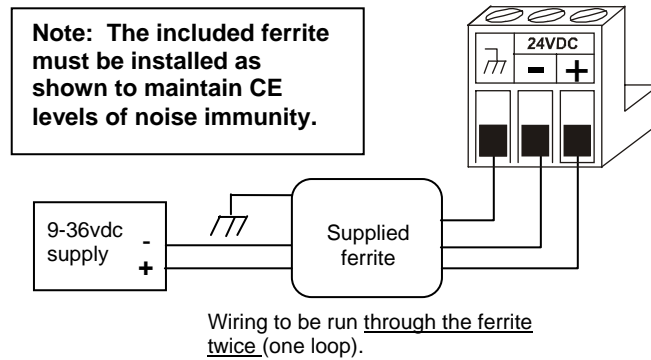 Note:  The included ferrite
must be installed as
shown to maintain CE
levels of noise immunity.
24VDC
- +
9-36vdc
supply
-
+
Supplied
ferrite
Wiring to be run through the ferrite
twice (one loop).